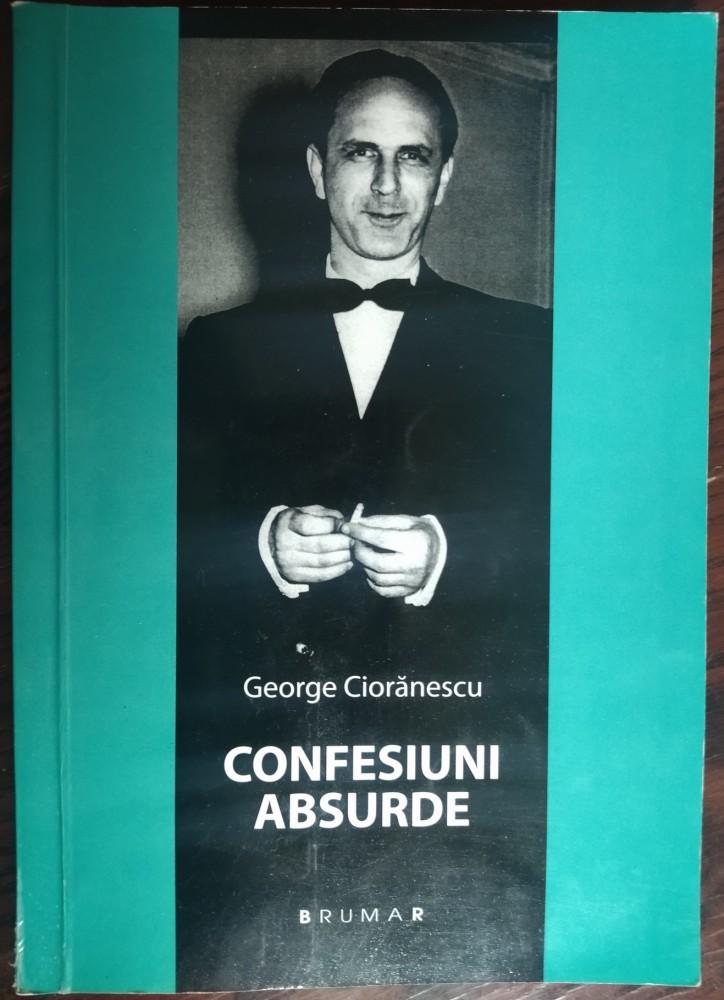 George Ciorănescu
CONFESIUNI
ABSURDE
BRUMAR